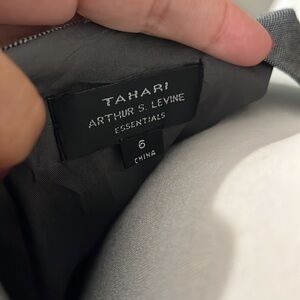 TAHARI
ARTHUR S. LEVINE
ESSENTIALS
6
CHINA